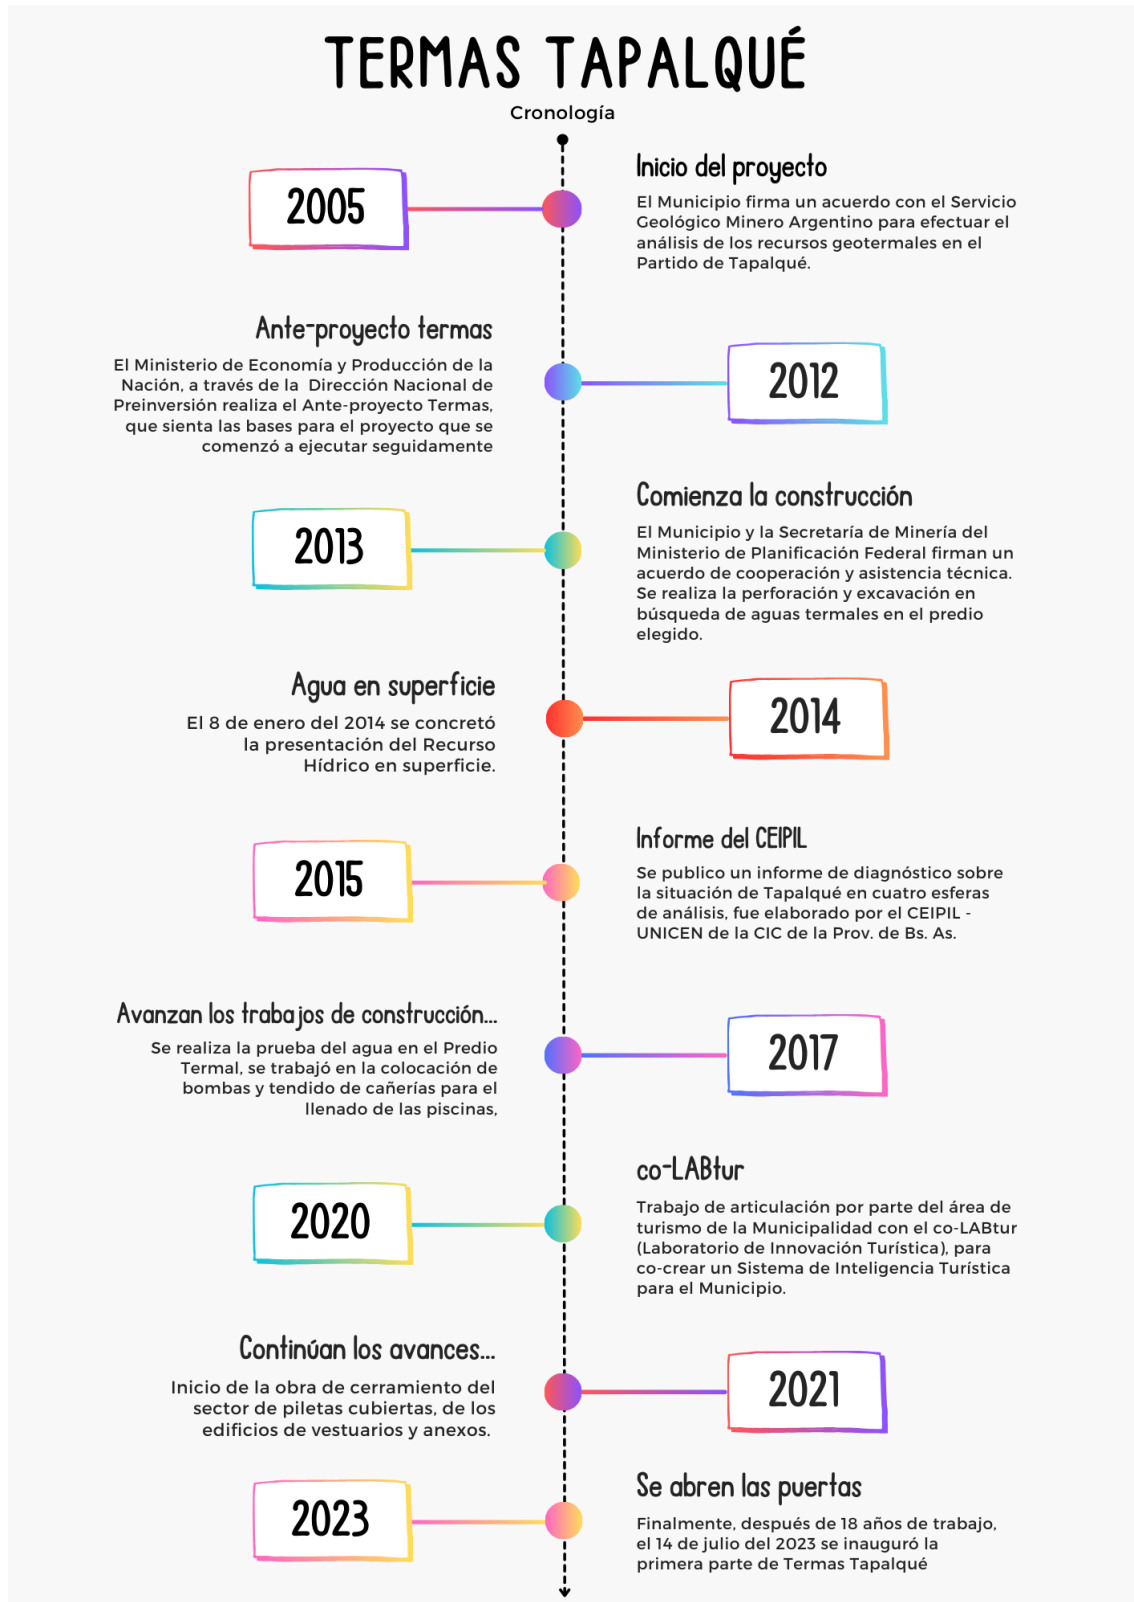 TERMAS TAPALQUÉ
Cronología
2005
Inicio del proyecto
El Municipio firma un acuerdo con el Servicio
Geológico Minero Argentino para efectuar el
análisis de los recursos geotermales en el
Partido de Tapalqué.
Ante-proyecto termas
El Ministerio de Economía y Producción de la
Nación, a través de la Dirección Nacional de
Preinversión realiza el Ante-proyecto Termas,
que sienta las bases para el proyecto que se
comenzó a ejecutar seguidamente
2012
2013
Comienza la construcción
El Municipio y la Secretaría de Minería del
Ministerio de Planificación Federal firman un
acuerdo de cooperación y asistencia técnica.
Se realiza la perforación y excavación en
búsqueda de aguas termales en el predio
elegido.
Agua en superficie
El 8 de enero del 2014 se concretó
la presentación del Recurso
Hídrico en superficie.
2014
2015
Informe del CEIPIL
Se publico un informe de diagnóstico sobre
la situación de Tapalqué en cuatro esferas
de análisis, fue elaborado por el CEIPIL -
UNICEN de la CIC de la Prov. de Bs. As.
Avanzan los trabajos de construcción...
Se realiza la prueba del agua en el Predio
Termal, se trabajó en la colocación de
bombas y tendido de cañerías para el
llenado de las piscinas,
2017
2020
co-LABtur
Trabajo de articulación por parte del área de
turismo de la Municipalidad con el co-LABtur
(Laboratorio de Innovación Turística), para
co-crear un Sistema de Inteligencia Turística
para el Municipio.
Continúan los avances...
Inicio de la obra de cerramiento del
sector de piletas cubiertas, de los
edificios de vestuarios y anexos.
2021
2023
Se abren las puertas
Finalmente, después de 18 años de trabajo,
el 14 de julio del 2023 se inauguró la
primera parte de Termas Tapalqué